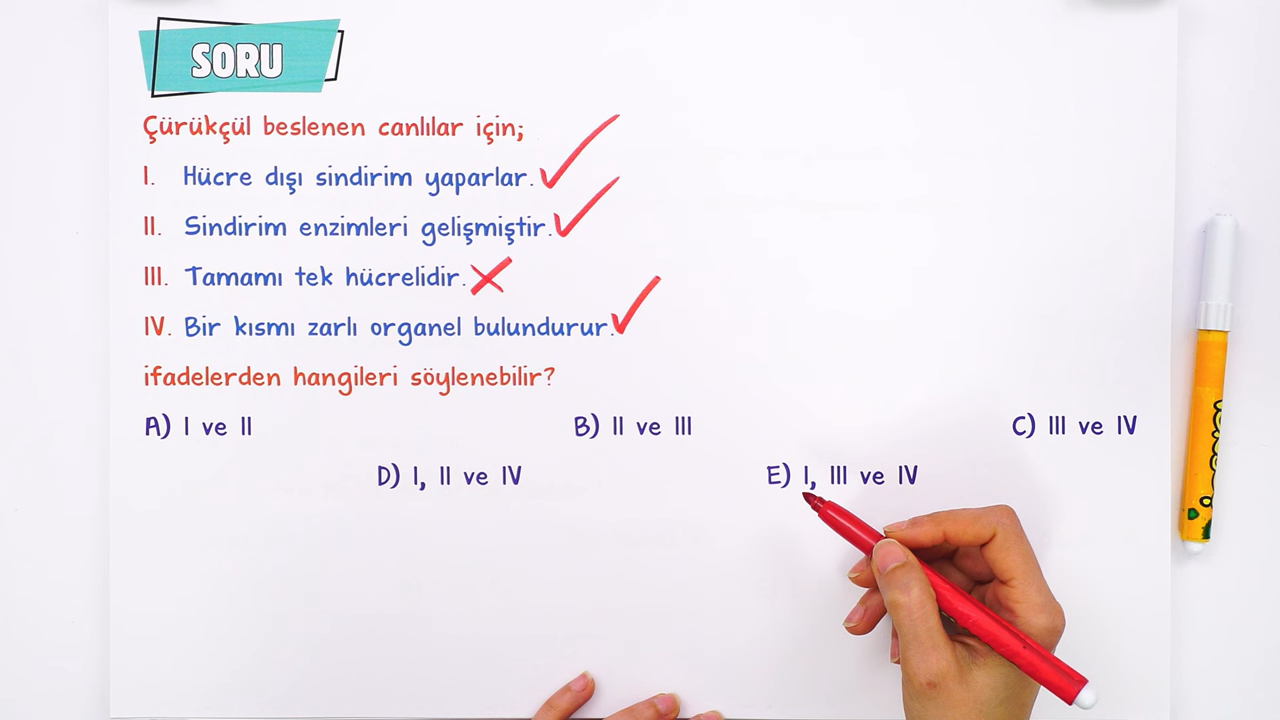 SORU
Çürükçül beslenen canlılar için;
I. Hücre dışı sindirim yaparlar.
II. Sindirim enzimleri gelişmiştir.
III. Tamamı tek hücrelidir.
IV. Bir kısmı zarlı organel bulundurur.
ifadelerden hangileri söylenebilir?
A) I ve II B) II ve III C) III ve IV
D) I, II ve IV E) I, III ve IV